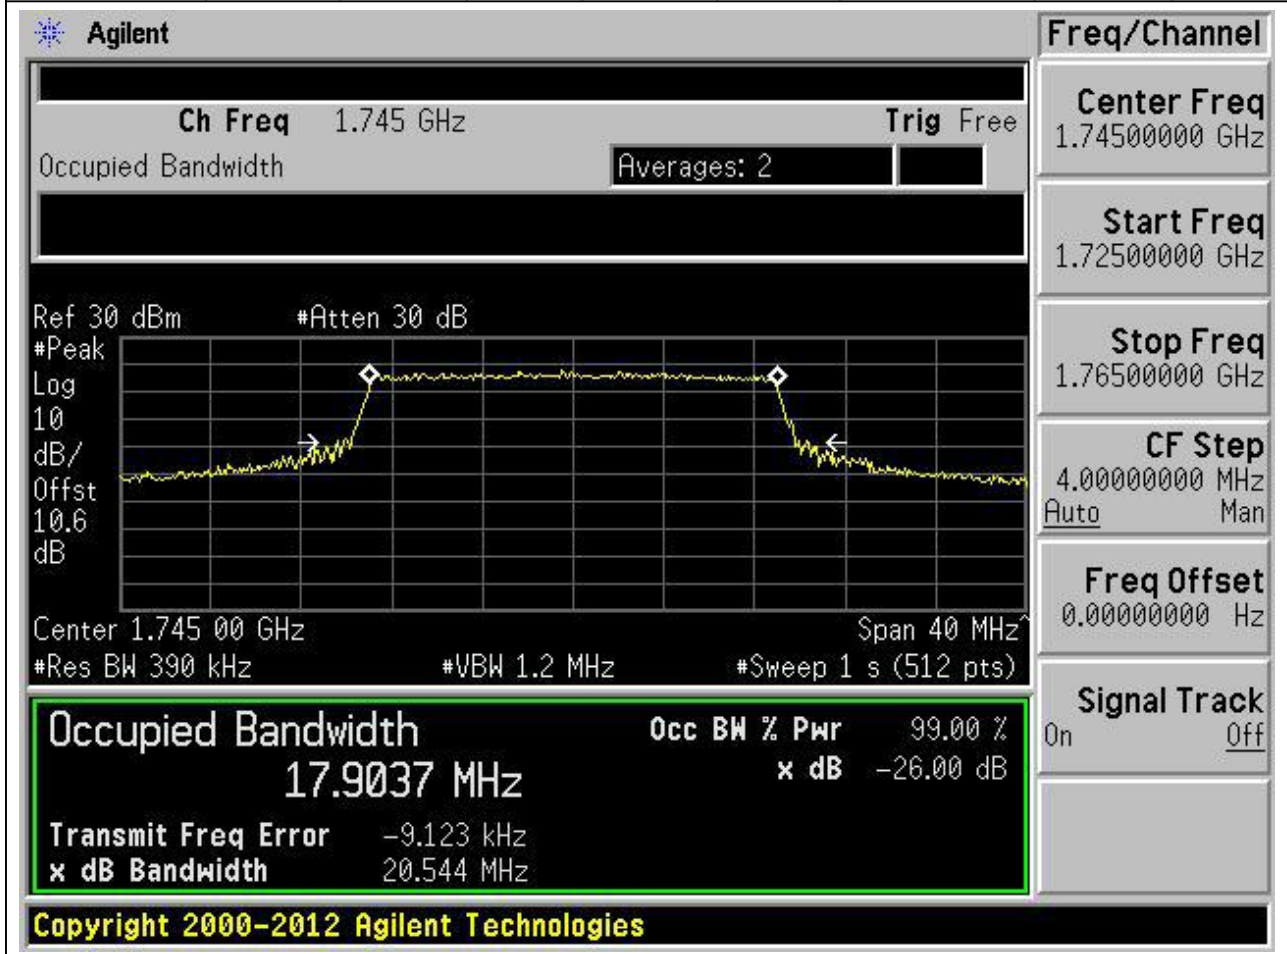 Agilent
Freq/Channel
Ch Freq 1.745 GHz Trig Free
Occupied Bandwidth Averages: 2
Center Freq
1.74500000 GHz
Start Freq
1.72500000 GHz
Stop Freq
1.76500000 GHz
CF Step
4.00000000 MHz
Auto Man
Freq Offset
0.00000000 Hz
Signal Track
On Off
Ref 30 dBm #Atten 30 dB
#Peak
Log
10
dB/
Offst
10.6
dB
Center 1.745 00 GHz Span 40 MHz^
#Res BW 390 kHz #VBW 1.2 MHz #Sweep 1 s (512 pts)
Occupied Bandwidth Occ BW % Pwr 99.00 %
17.9037 MHz x dB -26.00 dB
Transmit Freq Error -9.123 kHz
x dB Bandwidth 20.544 MHz
Copyright 2000-2012 Agilent Technologies